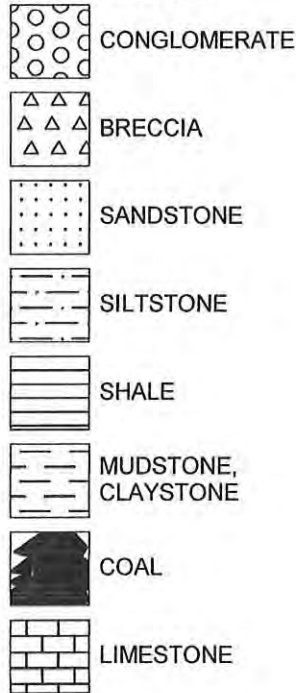 CONGLOMERATE
BRECCIA
SANDSTONE
SILTSTONE
SHALE
MUDSTONE,
CLAYSTONE
COAL
LIMESTONE